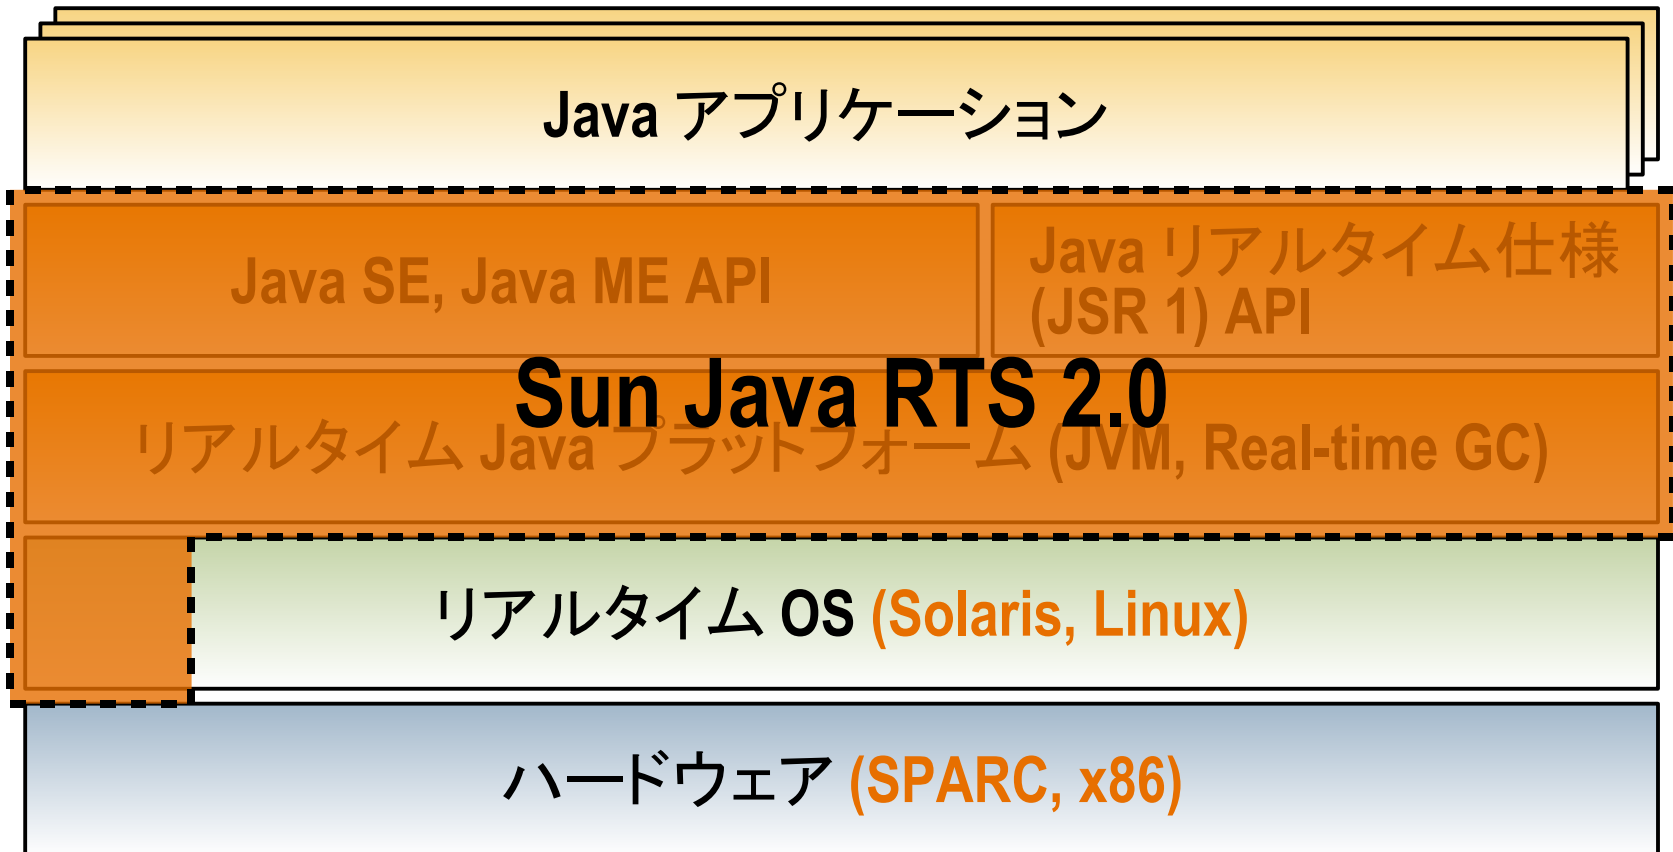 Java アプリケーション
Java SE, Java ME API
Java リアルタイム仕様
(JSR 1) API
Sun Java RTS 2.0
リアルタイム Java プラットフォーム (JVM, Real-time GC)
リアルタイム OS (Solaris, Linux)
ハードウェア (SPARC, x86)